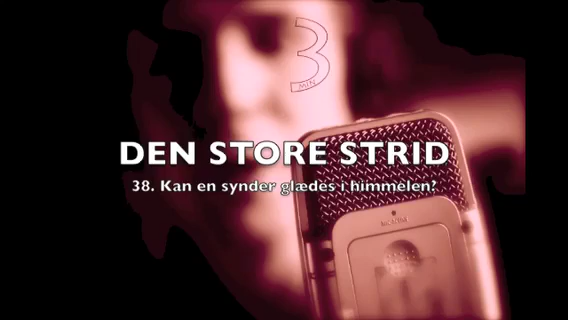 3
MIN
DEN STORE STRID
38. Kan en synder glædes i himmelen?